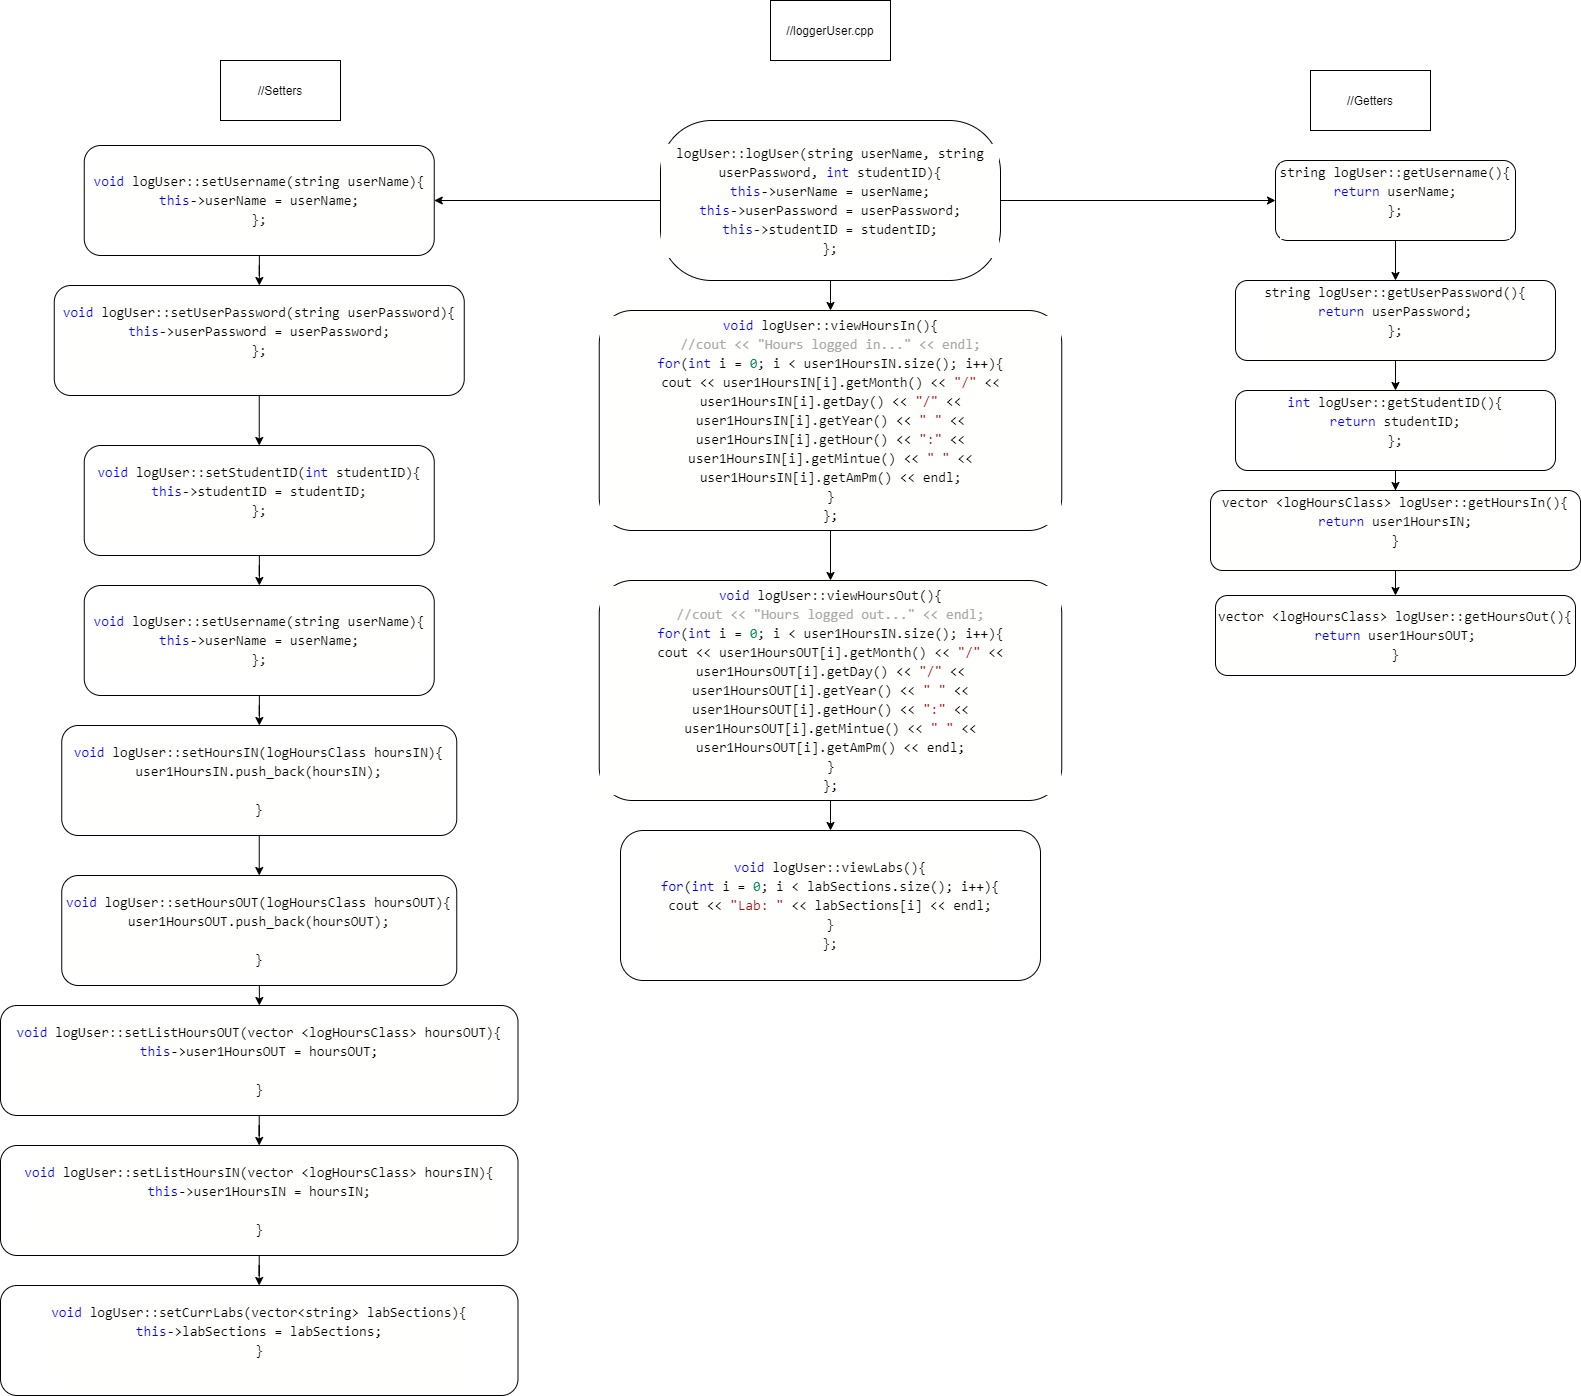 //loggerUser.cpp
//Setters
//Getters
logUser::logUser(string userName, string
userPassword, int studentID){
this->userName = userName;
this->userPassword = userPassword;
this->studentID = studentID;
};
void logUser::setUsername(string userName){
this->userName = userName;
};
void logUser::setUserPassword(string userPassword){
this->userPassword = userPassword;
};
void logUser::setStudentID(int studentID){
this->studentID = studentID;
};
void logUser::setUsername(string userName){
this->userName = userName;
};
void logUser::setHoursIN(logHoursClass hoursIN){
user1HoursIN.push_back(hoursIN);
}
void logUser::setHoursOUT(logHoursClass hoursOUT){
user1HoursOUT.push_back(hoursOUT);
}
void logUser::setListHoursOUT(vector <logHoursClass> hoursOUT){
this->user1HoursOUT = hoursOUT;
}
void logUser::setListHoursIN(vector <logHoursClass> hoursIN){
this->user1HoursIN = hoursIN;
}
void logUser::setCurrLabs(vector<string> labSections){
this->labSections = labSections;
}
void logUser::viewHoursIn(){
//cout << "Hours logged in..." << endl;
for(int i = 0; i < user1HoursIN.size(); i++){
cout << user1HoursIN[i].getMonth() << "/" <<
user1HoursIN[i].getDay() << "/" <<
user1HoursIN[i].getYear() << " " <<
user1HoursIN[i].getHour() << ":" <<
user1HoursIN[i].getMintue() << " " <<
user1HoursIN[i].getAmPm() << endl;
}
};
void logUser::viewHoursOut(){
//cout << "Hours logged out..." << endl;
for(int i = 0; i < user1HoursIN.size(); i++){
cout << user1HoursOUT[i].getMonth() << "/" <<
user1HoursOUT[i].getDay() << "/" <<
user1HoursOUT[i].getYear() << " " <<
user1HoursOUT[i].getHour() << ":" <<
user1HoursOUT[i].getMintue() << " " <<
user1HoursOUT[i].getAmPm() << endl;
}
};
void logUser::viewLabs(){
for(int i = 0; i < labSections.size(); i++){
cout << "Lab: " << labSections[i] << endl;
}
};
string logUser::getUsername(){
return userName;
};
string logUser::getUserPassword(){
return userPassword;
};
int logUser::getStudentID(){
return studentID;
};
vector <logHoursClass> logUser::getHoursIn(){
return user1HoursIN;
}
vector <logHoursClass> logUser::getHoursOut(){
return user1HoursOUT;
}